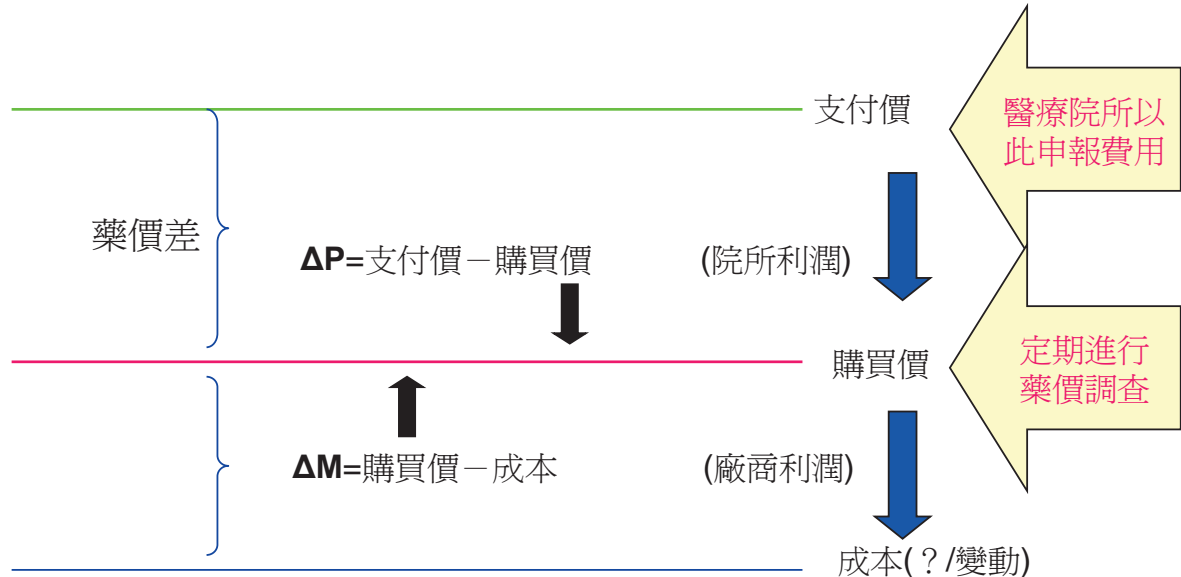 支付價
醫療院所以
此申報費用
藥價差
ΔP=支付價－購買價
(院所利潤)
購買價
定期進行
藥價調查
ΔM=購買價－成本
(廠商利潤)
成本(？/變動)